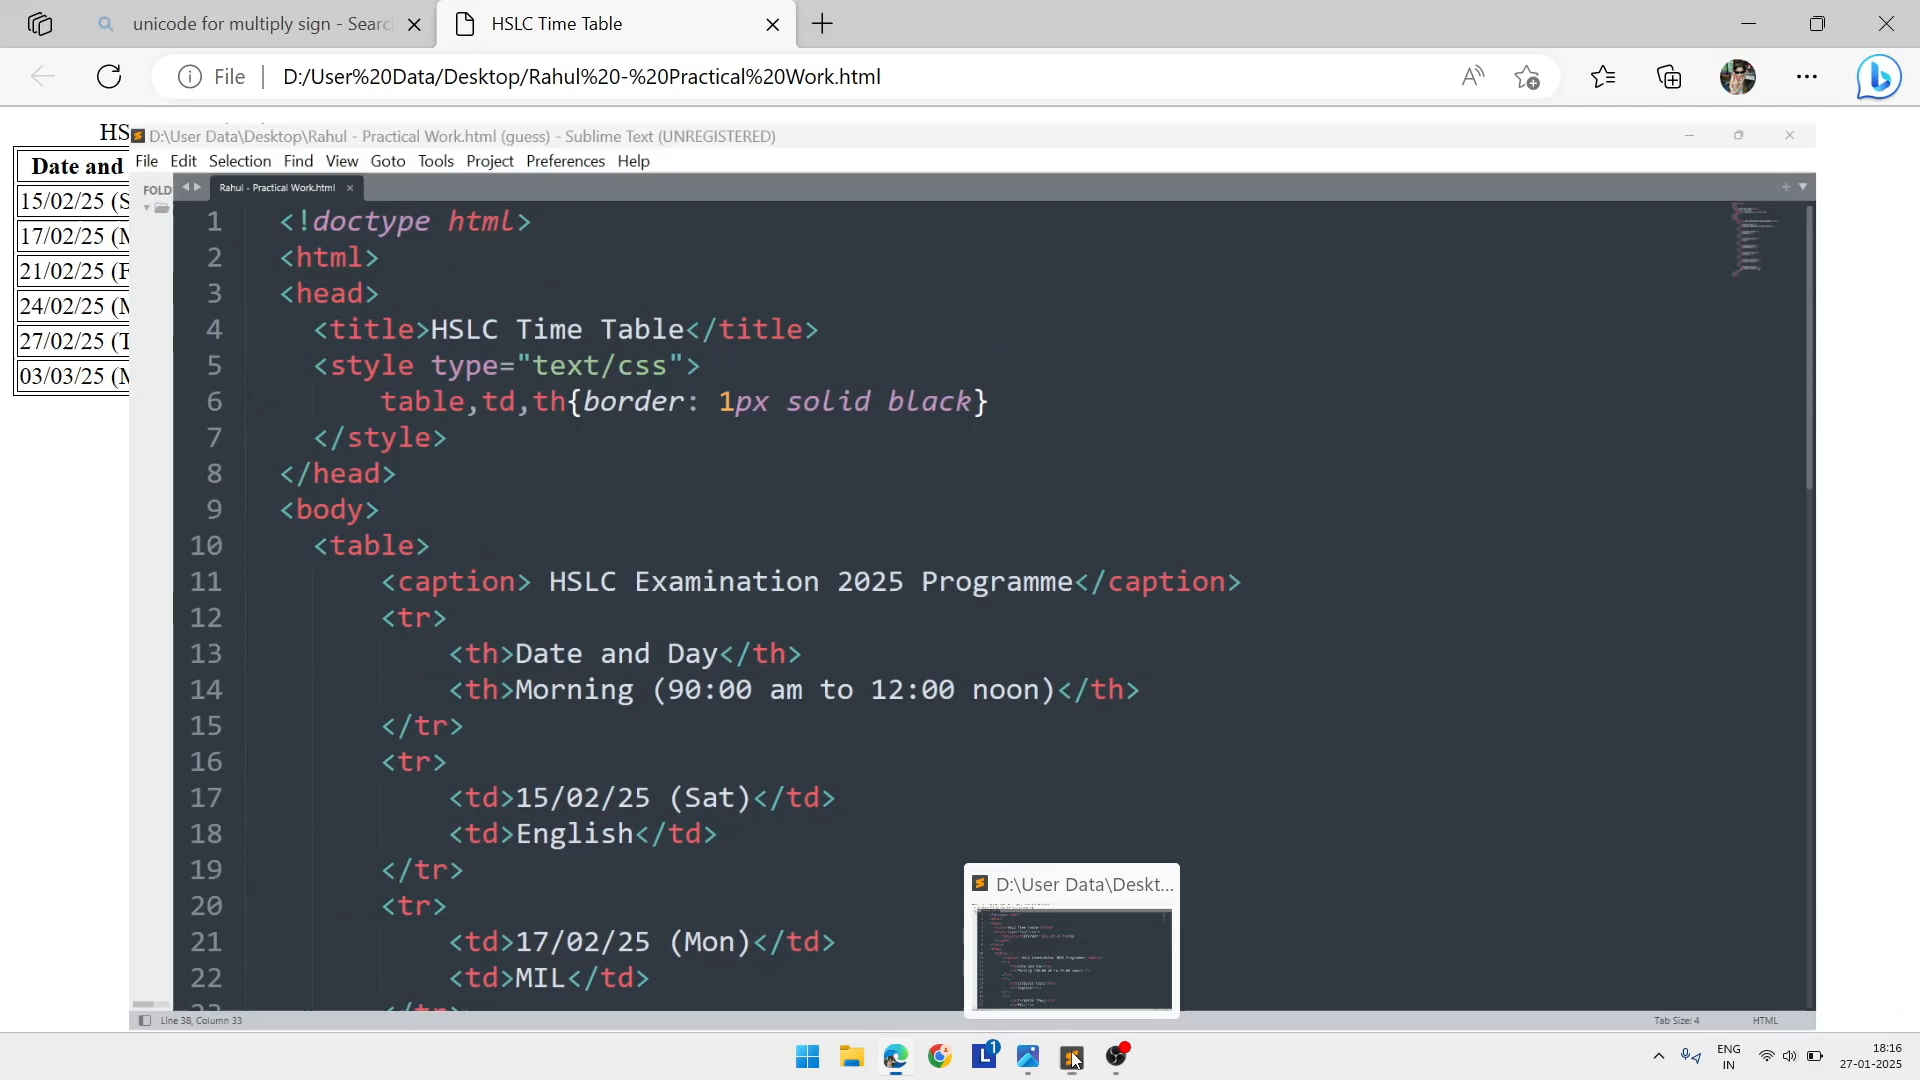 unicode for multiply sign - Searc
HSLC Time Table
File
D:/User%20Data/Desktop/Rahul%20-%20Practical%20Work.html
HS
Date and
15/02/25 (S
17/02/25 (M
21/02/25 (F
24/02/25 (M
27/02/25 (T
03/03/25 (M
D:\User Data\Desktop\Rahul - Practical Work.html (guess) - Sublime Text (UNREGISTERED)
File Edit Selection Find View Goto Tools Project Preferences Help
FOLD
Rahul - Practical Work.html
1 <!doctype html>
2 <html>
3 <head>
4 <title>HSLC Time Table</title>
5 <style type="text/css">
6 table,td,th{border: 1px solid black}
7 </style>
8 </head>
9 <body>
10 <table>
11 <caption> HSLC Examination 2025 Programme</caption>
12 <tr>
13 <th>Date and Day</th>
14 <th>Morning (90:00 am to 12:00 noon)</th>
15 </tr>
16 <tr>
17 <td>15/02/25 (Sat)</td>
18 <td>English</td>
19 </tr>
20 <tr>
21 <td>17/02/25 (Mon)</td>
22 <td>MIL</td>
D:\User Data\Deskt...
Line 38, Column 33
Tab Size: 4
HTML
1
ENG
IN
18:16
27-01-2025